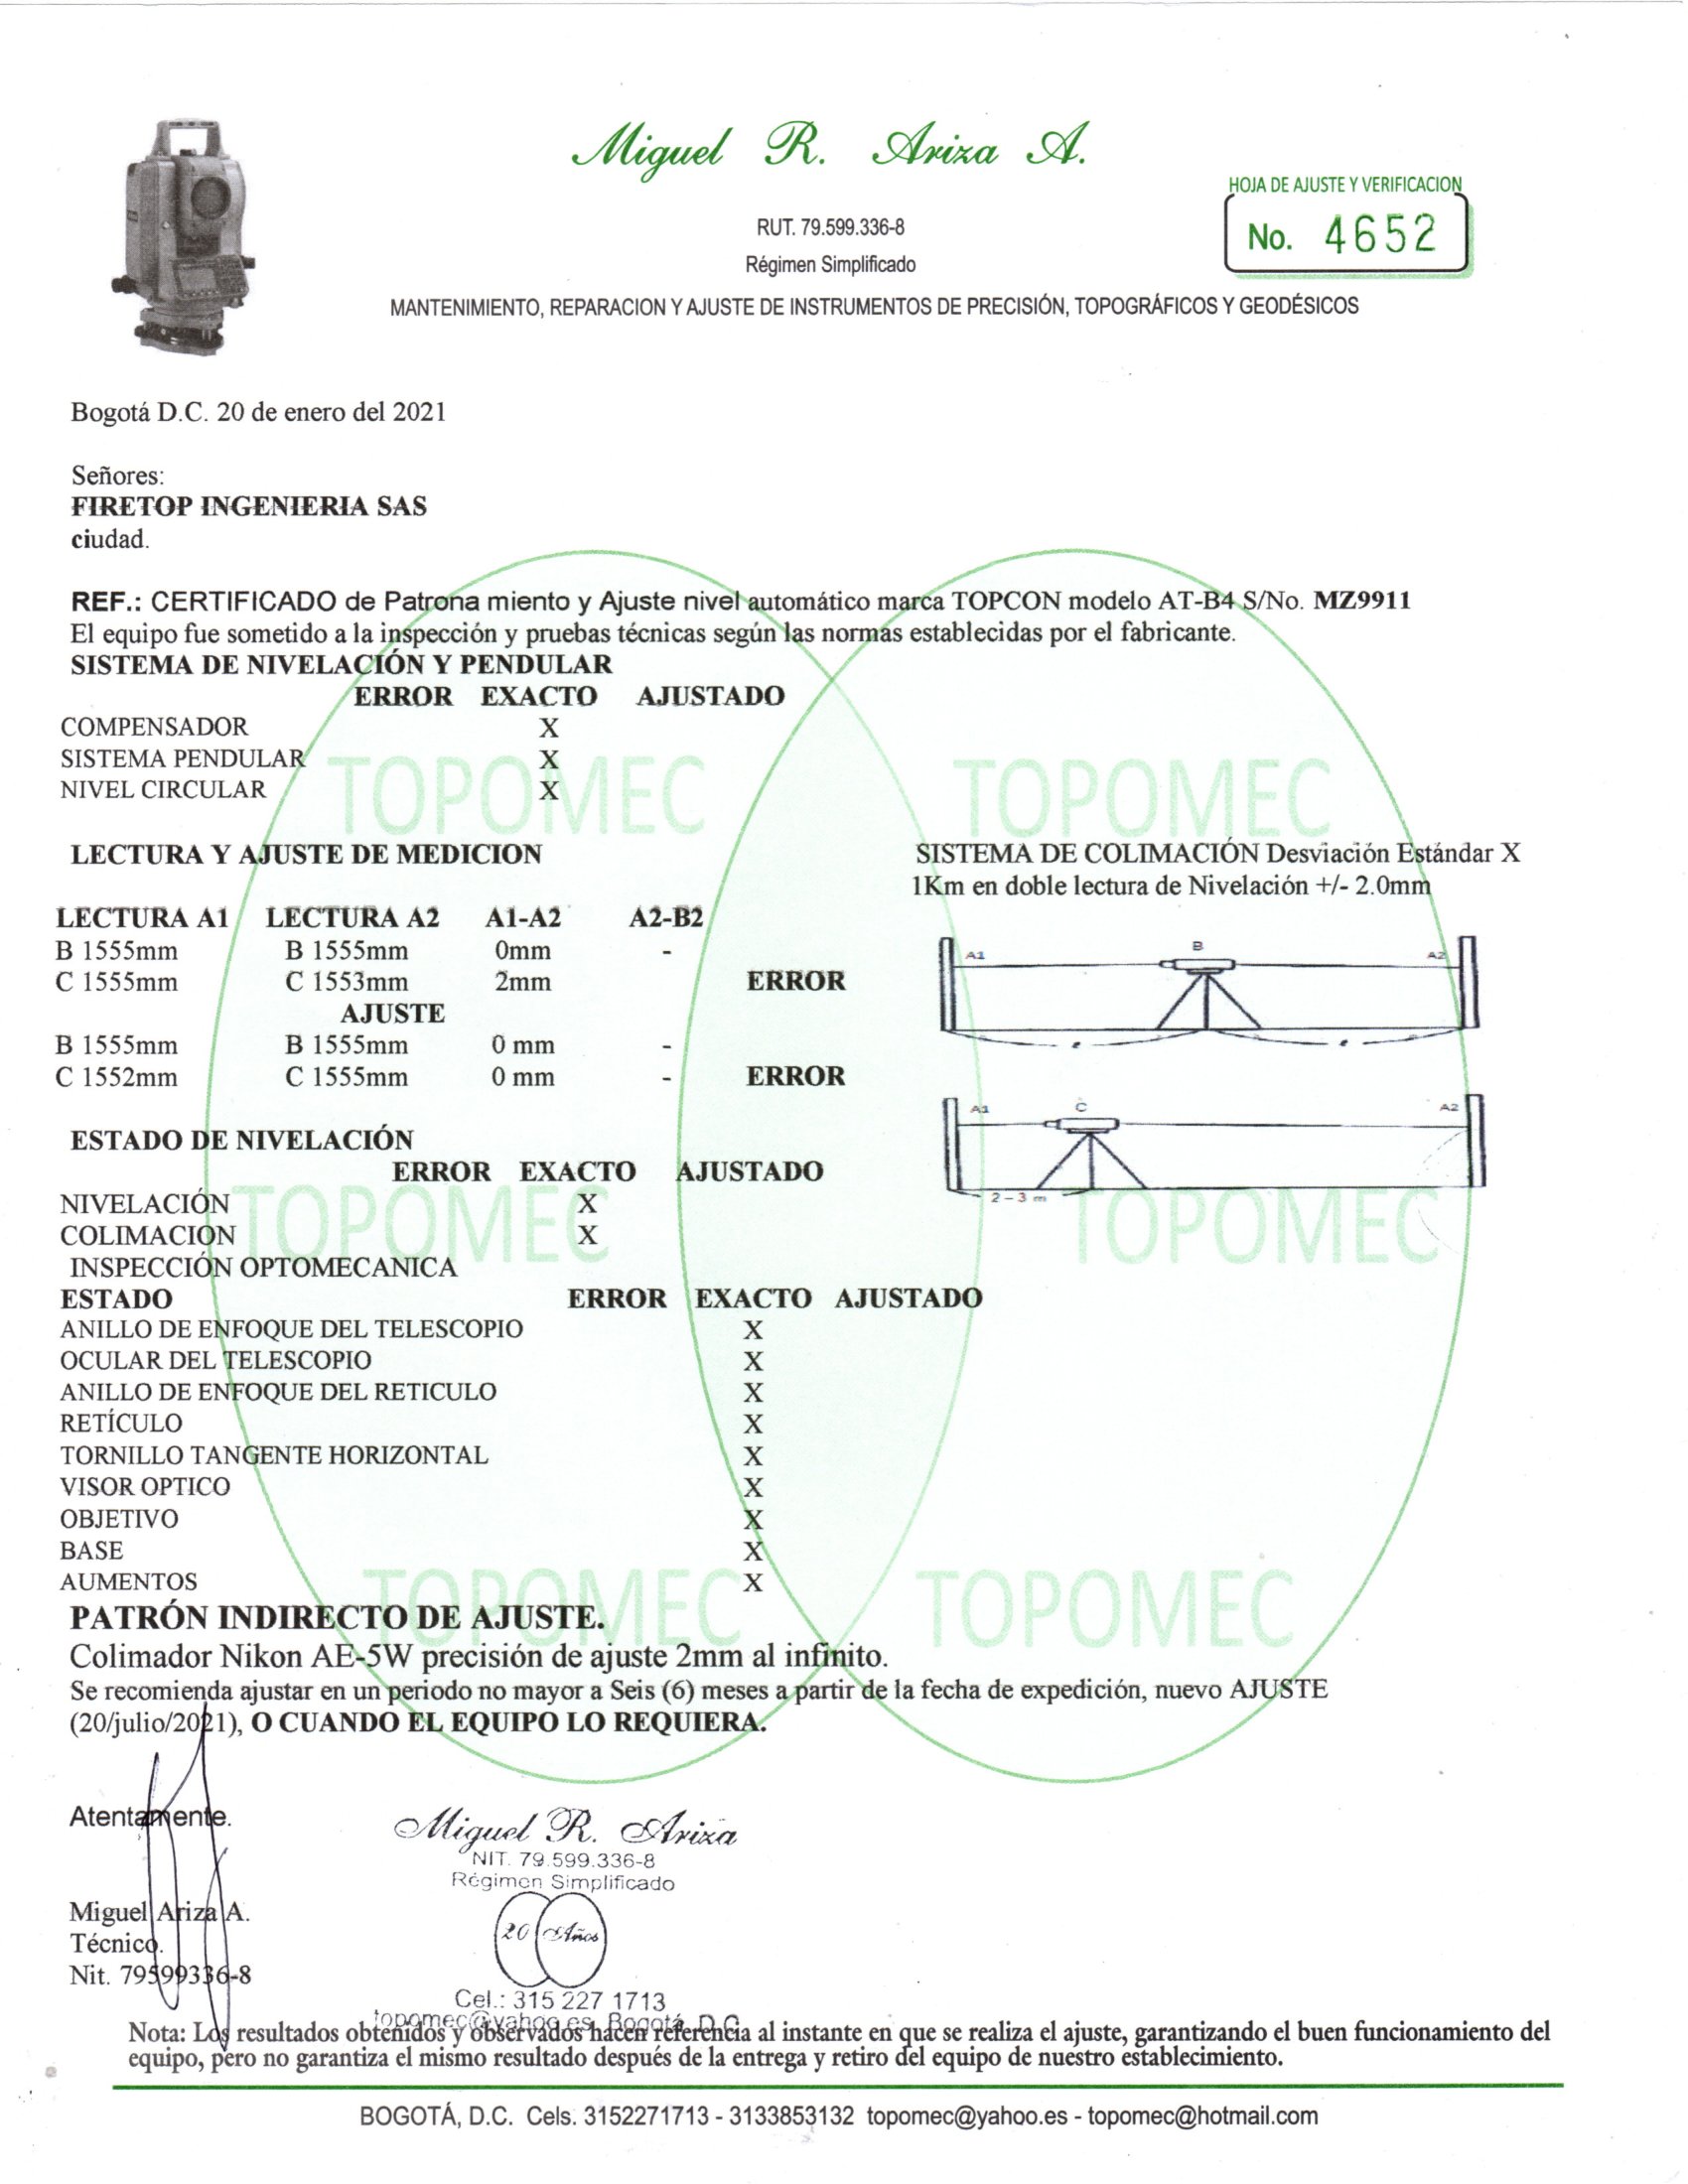 Miguel R. Ariza A.
HOJA DE AJUSTE Y VERIFICACION
No. 4652
RUT. 79.599.336-8
Régimen Simplificado
MANTENIMIENTO, REPARACION Y AJUSTE DE INSTRUMENTOS DE PRECISIÓN, TOPOGRÁFICOS Y GEODÉSICOS
Bogotá D.C. 20 de enero del 2021
Señores:
FIRETOP INGENIERIA SAS
ciudad.
REF.: CERTIFICADO de Patrona miento y Ajuste nivel automático marca TOPCON modelo AT-B4 S/No. MZ9911
El equipo fue sometido a la inspección y pruebas técnicas según las normas establecidas por el fabricante.
SISTEMA DE NIVELACIÓN Y PENDULAR
ERROR EXACTO AJUSTADO
COMPENSADOR X
SISTEMA PENDULAR X
NIVEL CIRCULAR X
TOPOMEC TOPOMEC
LECTURA Y AJUSTE DE MEDICION
SISTEMA DE COLIMACIÓN Desviación Estándar X
1Km en doble lectura de Nivelación +/- 2.0mm
LECTURA A1 LECTURA A2 A1-A2 A2-B2
B 1555mm B 1555mm 0mm -
C 1555mm C 1553mm 2mm ERROR
AJUSTE
B 1555mm B 1555mm 0 mm -
C 1552mm C 1555mm 0 mm - ERROR
A1 B A2
e e
A1 C A2
2 – 3 m
ESTADO DE NIVELACIÓN
ERROR EXACTO AJUSTADO
NIVELACIÓN X
COLIMACION X
TOPOMEC TOPOMEC
INSPECCIÓN OPTOMECANICA
ESTADO ERROR EXACTO AJUSTADO
ANILLO DE ENFOQUE DEL TELESCOPIO X
OCULAR DEL TELESCOPIO X
ANILLO DE ENFOQUE DEL RETICULO X
RETÍCULO X
TORNILLO TANGENTE HORIZONTAL X
VISOR OPTICO X
OBJETIVO X
BASE X
AUMENTOS X
TOPOMEC TOPOMEC
PATRÓN INDIRECTO DE AJUSTE.
Colimador Nikon AE-5W precisión de ajuste 2mm al infinito.
Se recomienda ajustar en un periodo no mayor a Seis (6) meses a partir de la fecha de expedición, nuevo AJUSTE
(20/julio/2021), O CUANDO EL EQUIPO LO REQUIERA.
Atentamente.
Miguel Ariza A.
Técnico.
Nit. 79599336-8
Miguel R. Ariza
NIT. 79.599.336-8
Régimen Simplificado
20 Años
Cel.: 315 227 1713
topomec@yahoo.es Bogotá, D.C.
Nota: Los resultados obtenidos y observados hacen referencia al instante en que se realiza el ajuste, garantizando el buen funcionamiento del
equipo, pero no garantiza el mismo resultado después de la entrega y retiro del equipo de nuestro establecimiento.
BOGOTÁ, D.C. Cels. 3152271713 - 3133853132 topomec@yahoo.es - topomec@hotmail.com